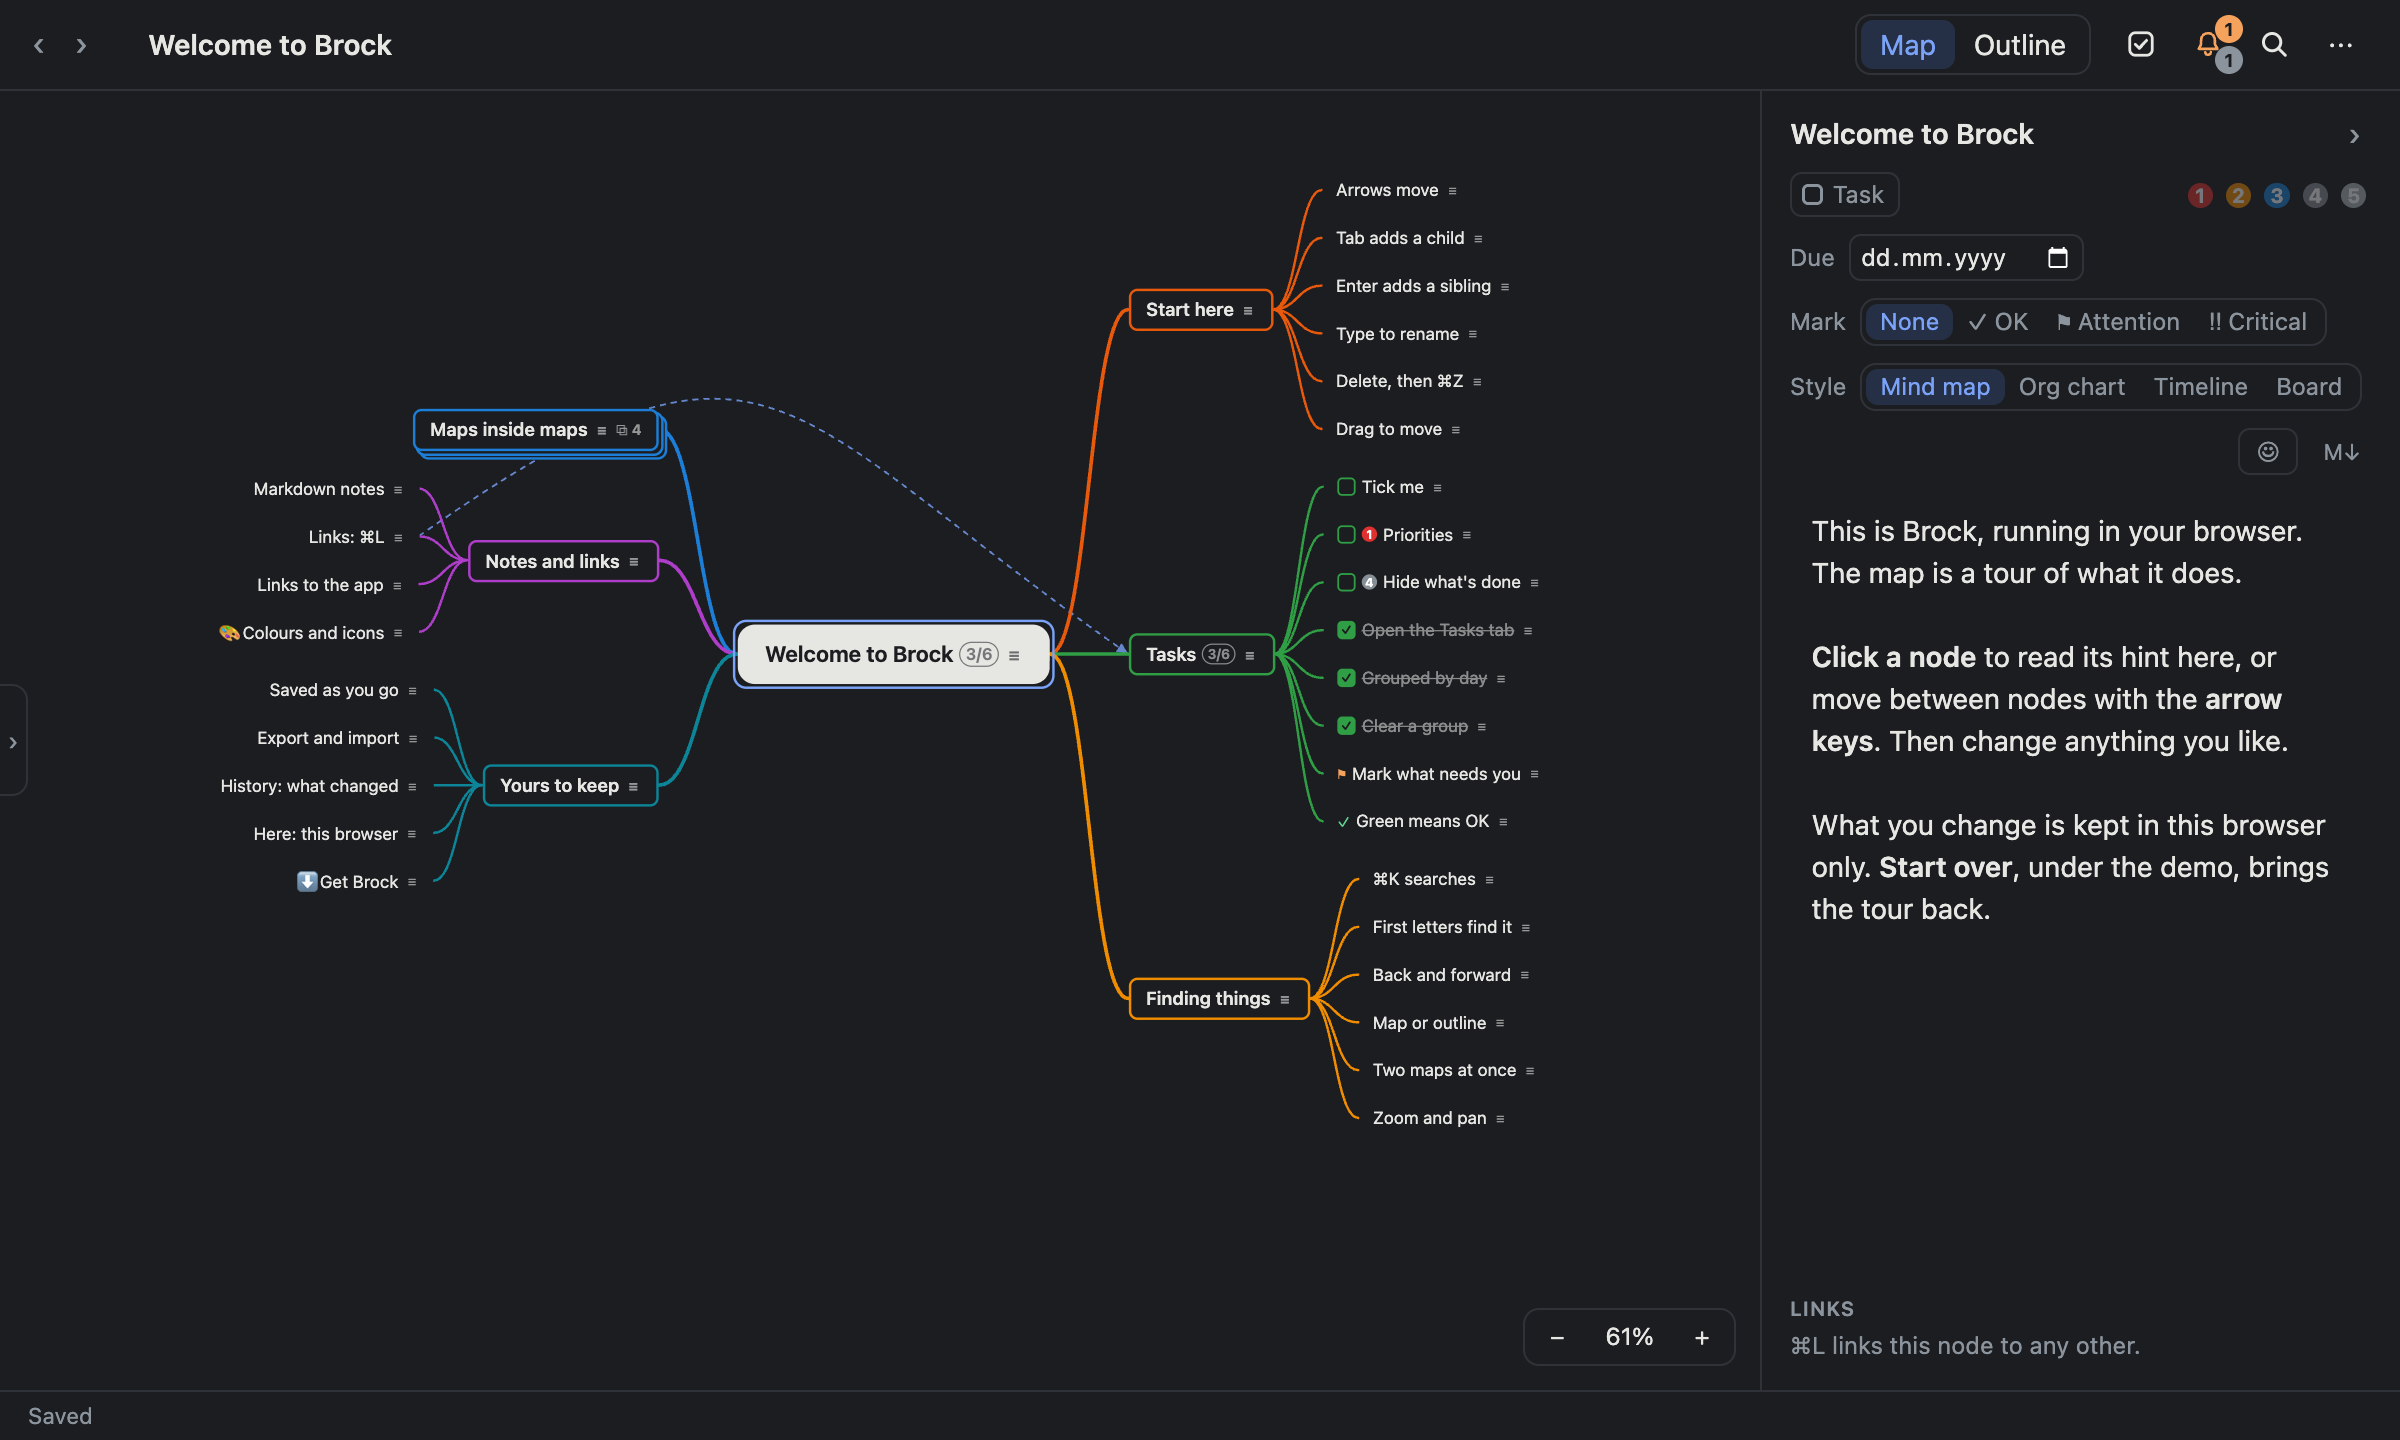 Welcome to Brock
Map
Outline
1
1
Welcome to Brock
Task
1 2 3 4 5
Due
dd.mm.yyyy
Mark
None
✓ OK
⚑ Attention
!! Critical
Style
Mind map
Org chart
Timeline
Board
M↓
This is Brock, running in your browser.
The map is a tour of what it does.
Click a node to read its hint here, or
move between nodes with the arrow
keys. Then change anything you like.
What you change is kept in this browser
only. Start over, under the demo, brings
the tour back.
LINKS
⌘L links this node to any other.
Maps inside maps
4
Markdown notes
Links: ⌘L
Links to the app
Colours and icons
Notes and links
Saved as you go
Export and import
History: what changed
Here: this browser
Get Brock
Yours to keep
Welcome to Brock 3/6
Start here
Arrows move
Tab adds a child
Enter adds a sibling
Type to rename
Delete, then ⌘Z
Drag to move
Tasks 3/6
Tick me
1 Priorities
4 Hide what's done
Open the Tasks tab
Grouped by day
Clear a group
Mark what needs you
✓ Green means OK
Finding things
⌘K searches
First letters find it
Back and forward
Map or outline
Two maps at once
Zoom and pan
− 61% +
Saved